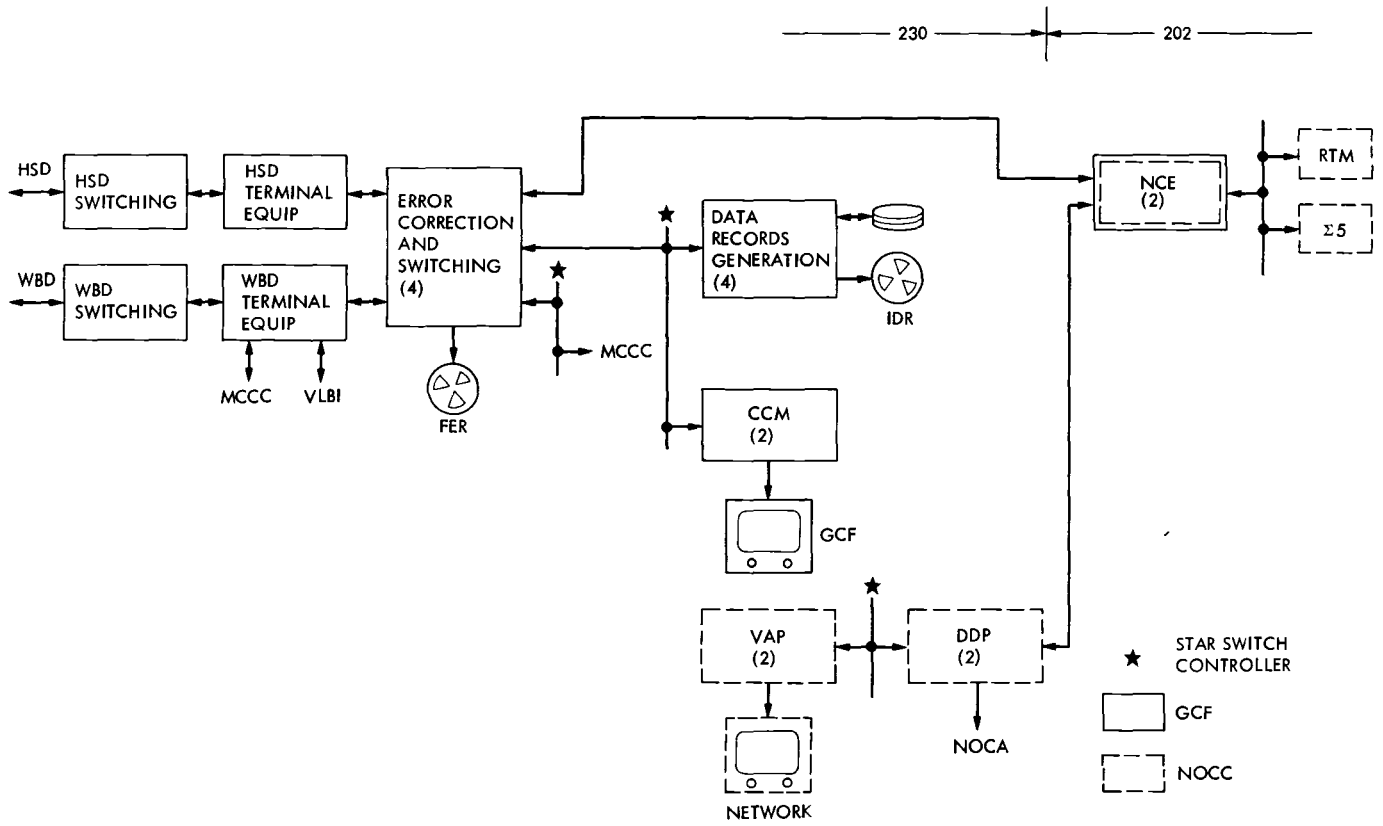 230
202
HSD
HSD
SWITCHING
HSD
TERMINAL
EQUIP
WBD
WBD
SWITCHING
WBD
TERMINAL
EQUIP
MCCC
VLBI
ERROR
CORRECTION
AND
SWITCHING
(4)
FER
MCCC
DATA
RECORDS
GENERATION
(4)
IDR
CCM
(2)
GCF
NCE
(2)
RTM
Σ5
VAP
(2)
NETWORK
DDP
(2)
NOCA
★ STAR SWITCH
CONTROLLER
GCF
NOCC